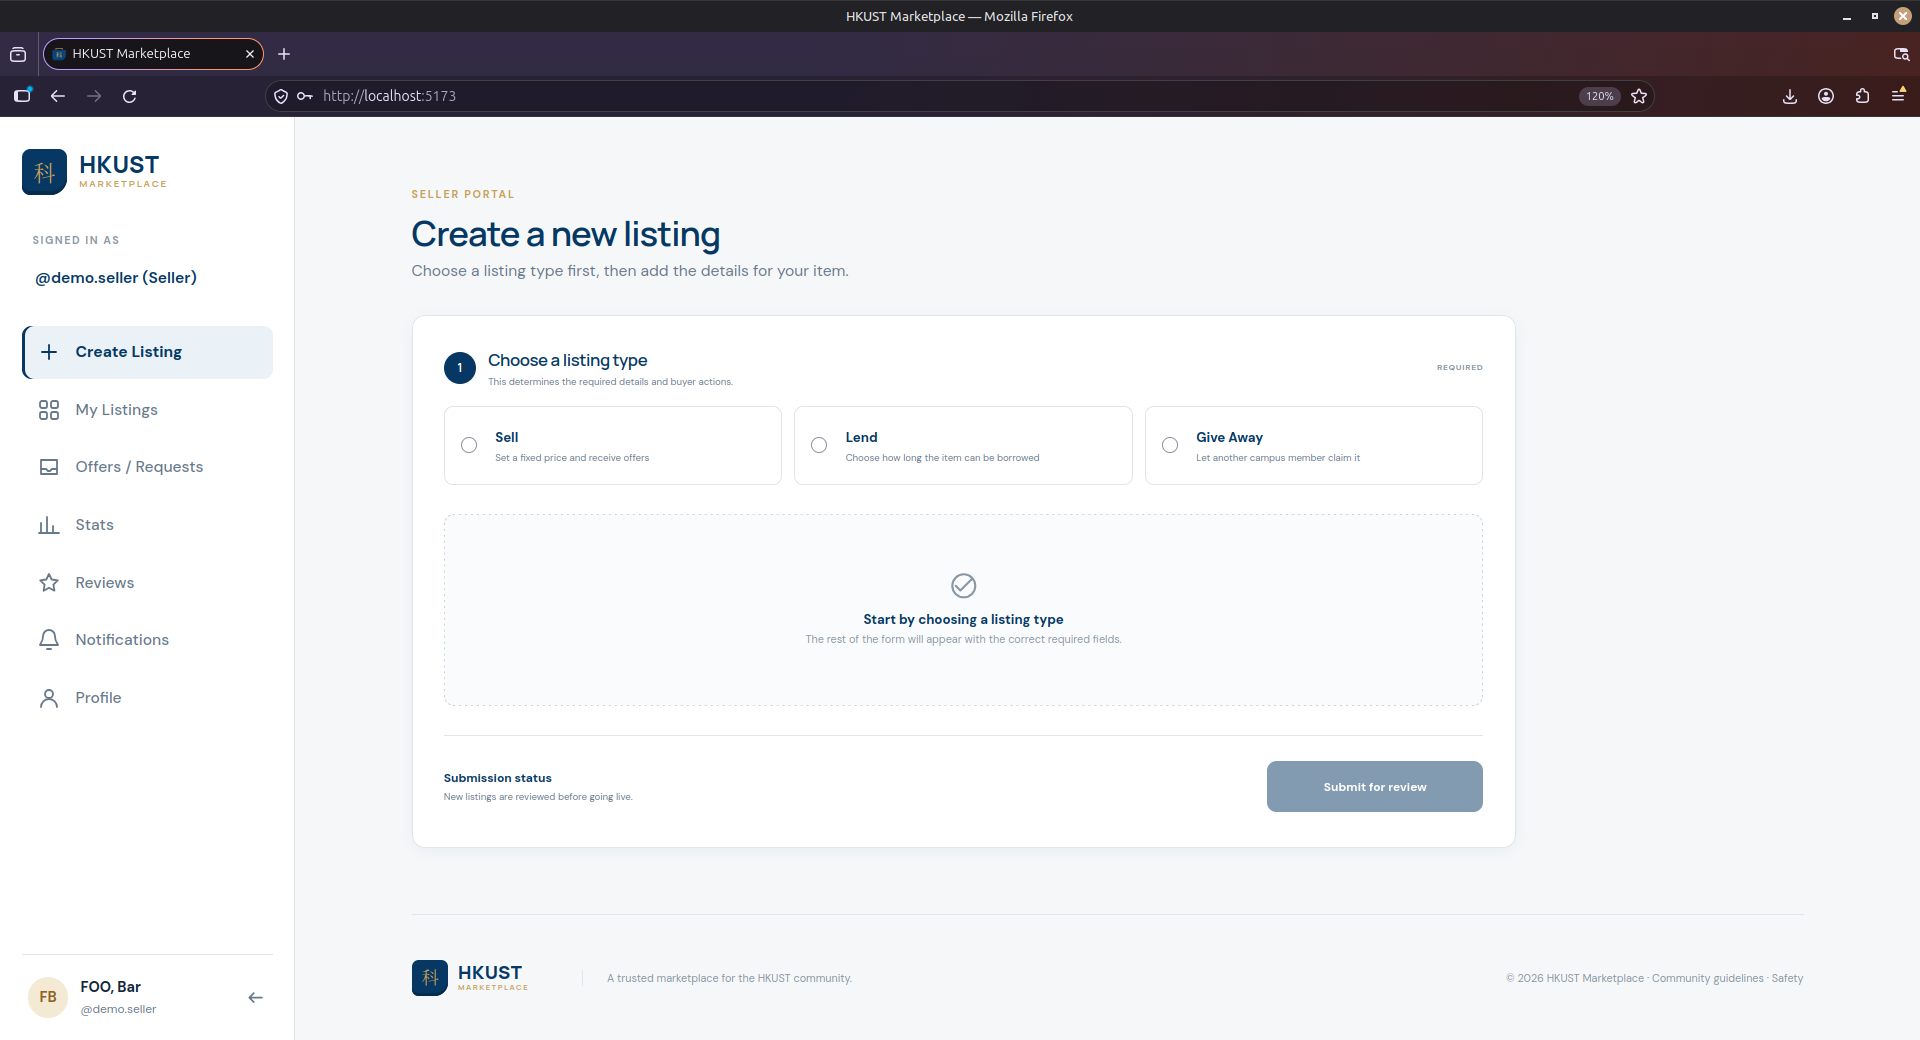 HKUST Marketplace — Mozilla Firefox
HKUST Marketplace
http://localhost:5173
120%
科
HKUST
MARKETPLACE
SIGNED IN AS
@demo.seller (Seller)
Create Listing
My Listings
Offers / Requests
Stats
Reviews
Notifications
Profile
FB
FOO, Bar
@demo.seller
SELLER PORTAL
Create a new listing
Choose a listing type first, then add the details for your item.
1
Choose a listing type
This determines the required details and buyer actions.
REQUIRED
Sell
Set a fixed price and receive offers
Lend
Choose how long the item can be borrowed
Give Away
Let another campus member claim it
Start by choosing a listing type
The rest of the form will appear with the correct required fields.
Submission status
New listings are reviewed before going live.
Submit for review
科
HKUST
MARKETPLACE
A trusted marketplace for the HKUST community.
© 2026 HKUST Marketplace · Community guidelines · Safety